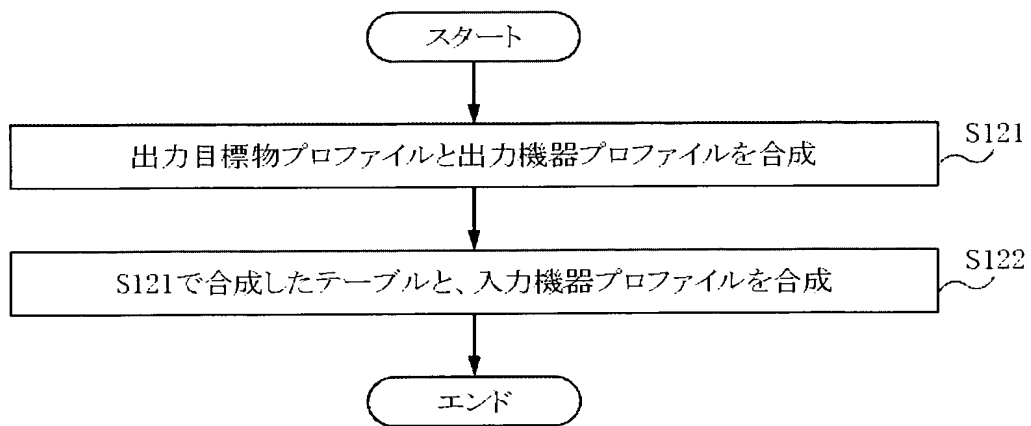 スタート
出力目標物プロファイルと出力機器プロファイルを合成
S121
S121で合成したテーブルと、入力機器プロファイルを合成
S122
エンド